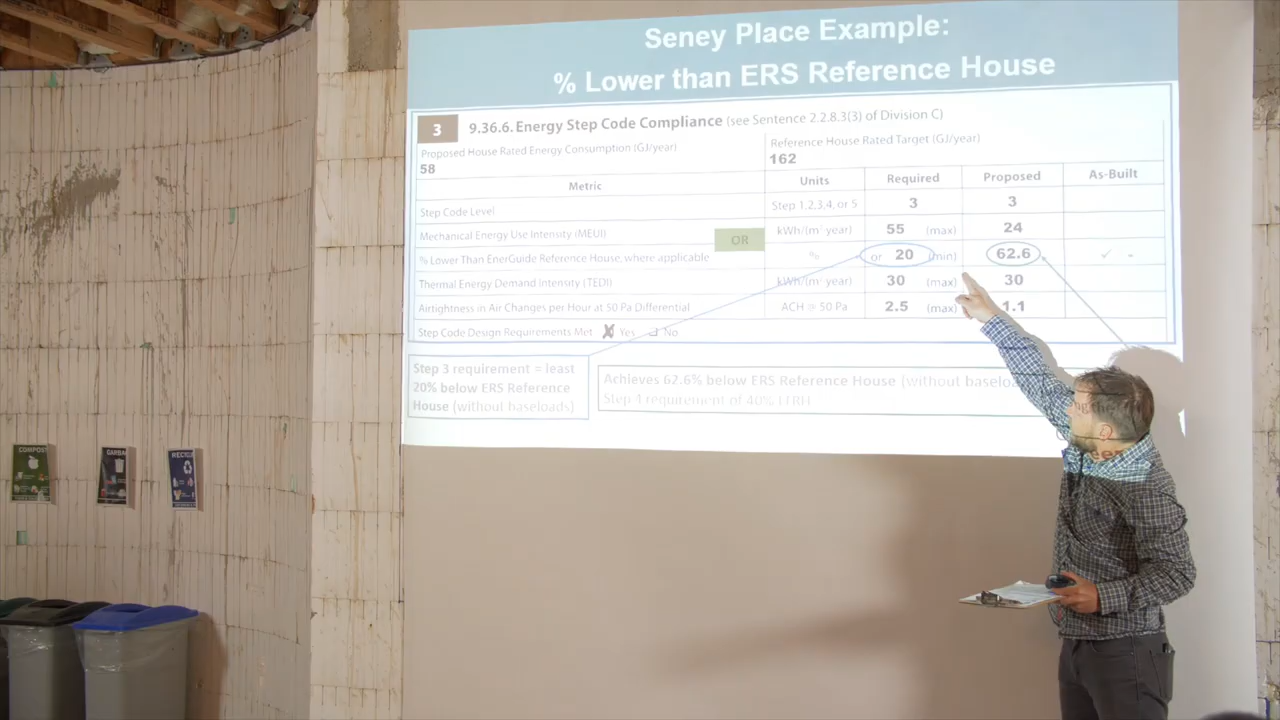 Seney Place Example:
% Lower than ERS Reference House
3 9.36.6. Energy Step Code Compliance (see Sentence 2.2.8.3(3) of Division C)
Proposed House Rated Energy Consumption (GJ/year) Reference House Rated Target (GJ/year)
58 162
Metric Units Required Proposed As-Built
Step Code Level Step 1,2,3,4, or 5 3 3
Mechanical Energy Use Intensity (MEUI) kWh/(m² year) 55 (max) 24
OR
% Lower Than EnerGuide Reference House, where applicable % or 20 (min) 62.6 ✓
Thermal Energy Demand Intensity (TEDI) kWh/(m² year) 30 (max) 30
Airtightness in Air Changes per Hour at 50 Pa Differential ACH @ 50 Pa 2.5 (max) 1.1
Step Code Design Requirements Met ✗ Yes ❑ No
Step 3 requirement = least
20% below ERS Reference
House (without baseloads)
Achieves 62.6% below ERS Reference House (without
Step 4 requirement of 40%
COMPOST
GARBA
RECYCL